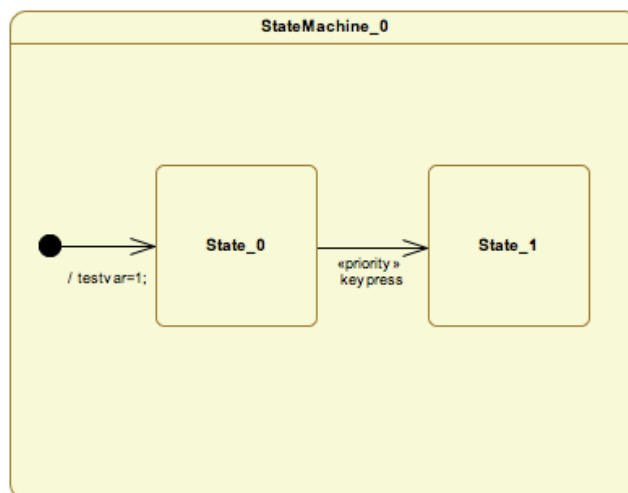 StateMachine_0
State_0
State_1
/ testvar=1;
«priority»
keypress